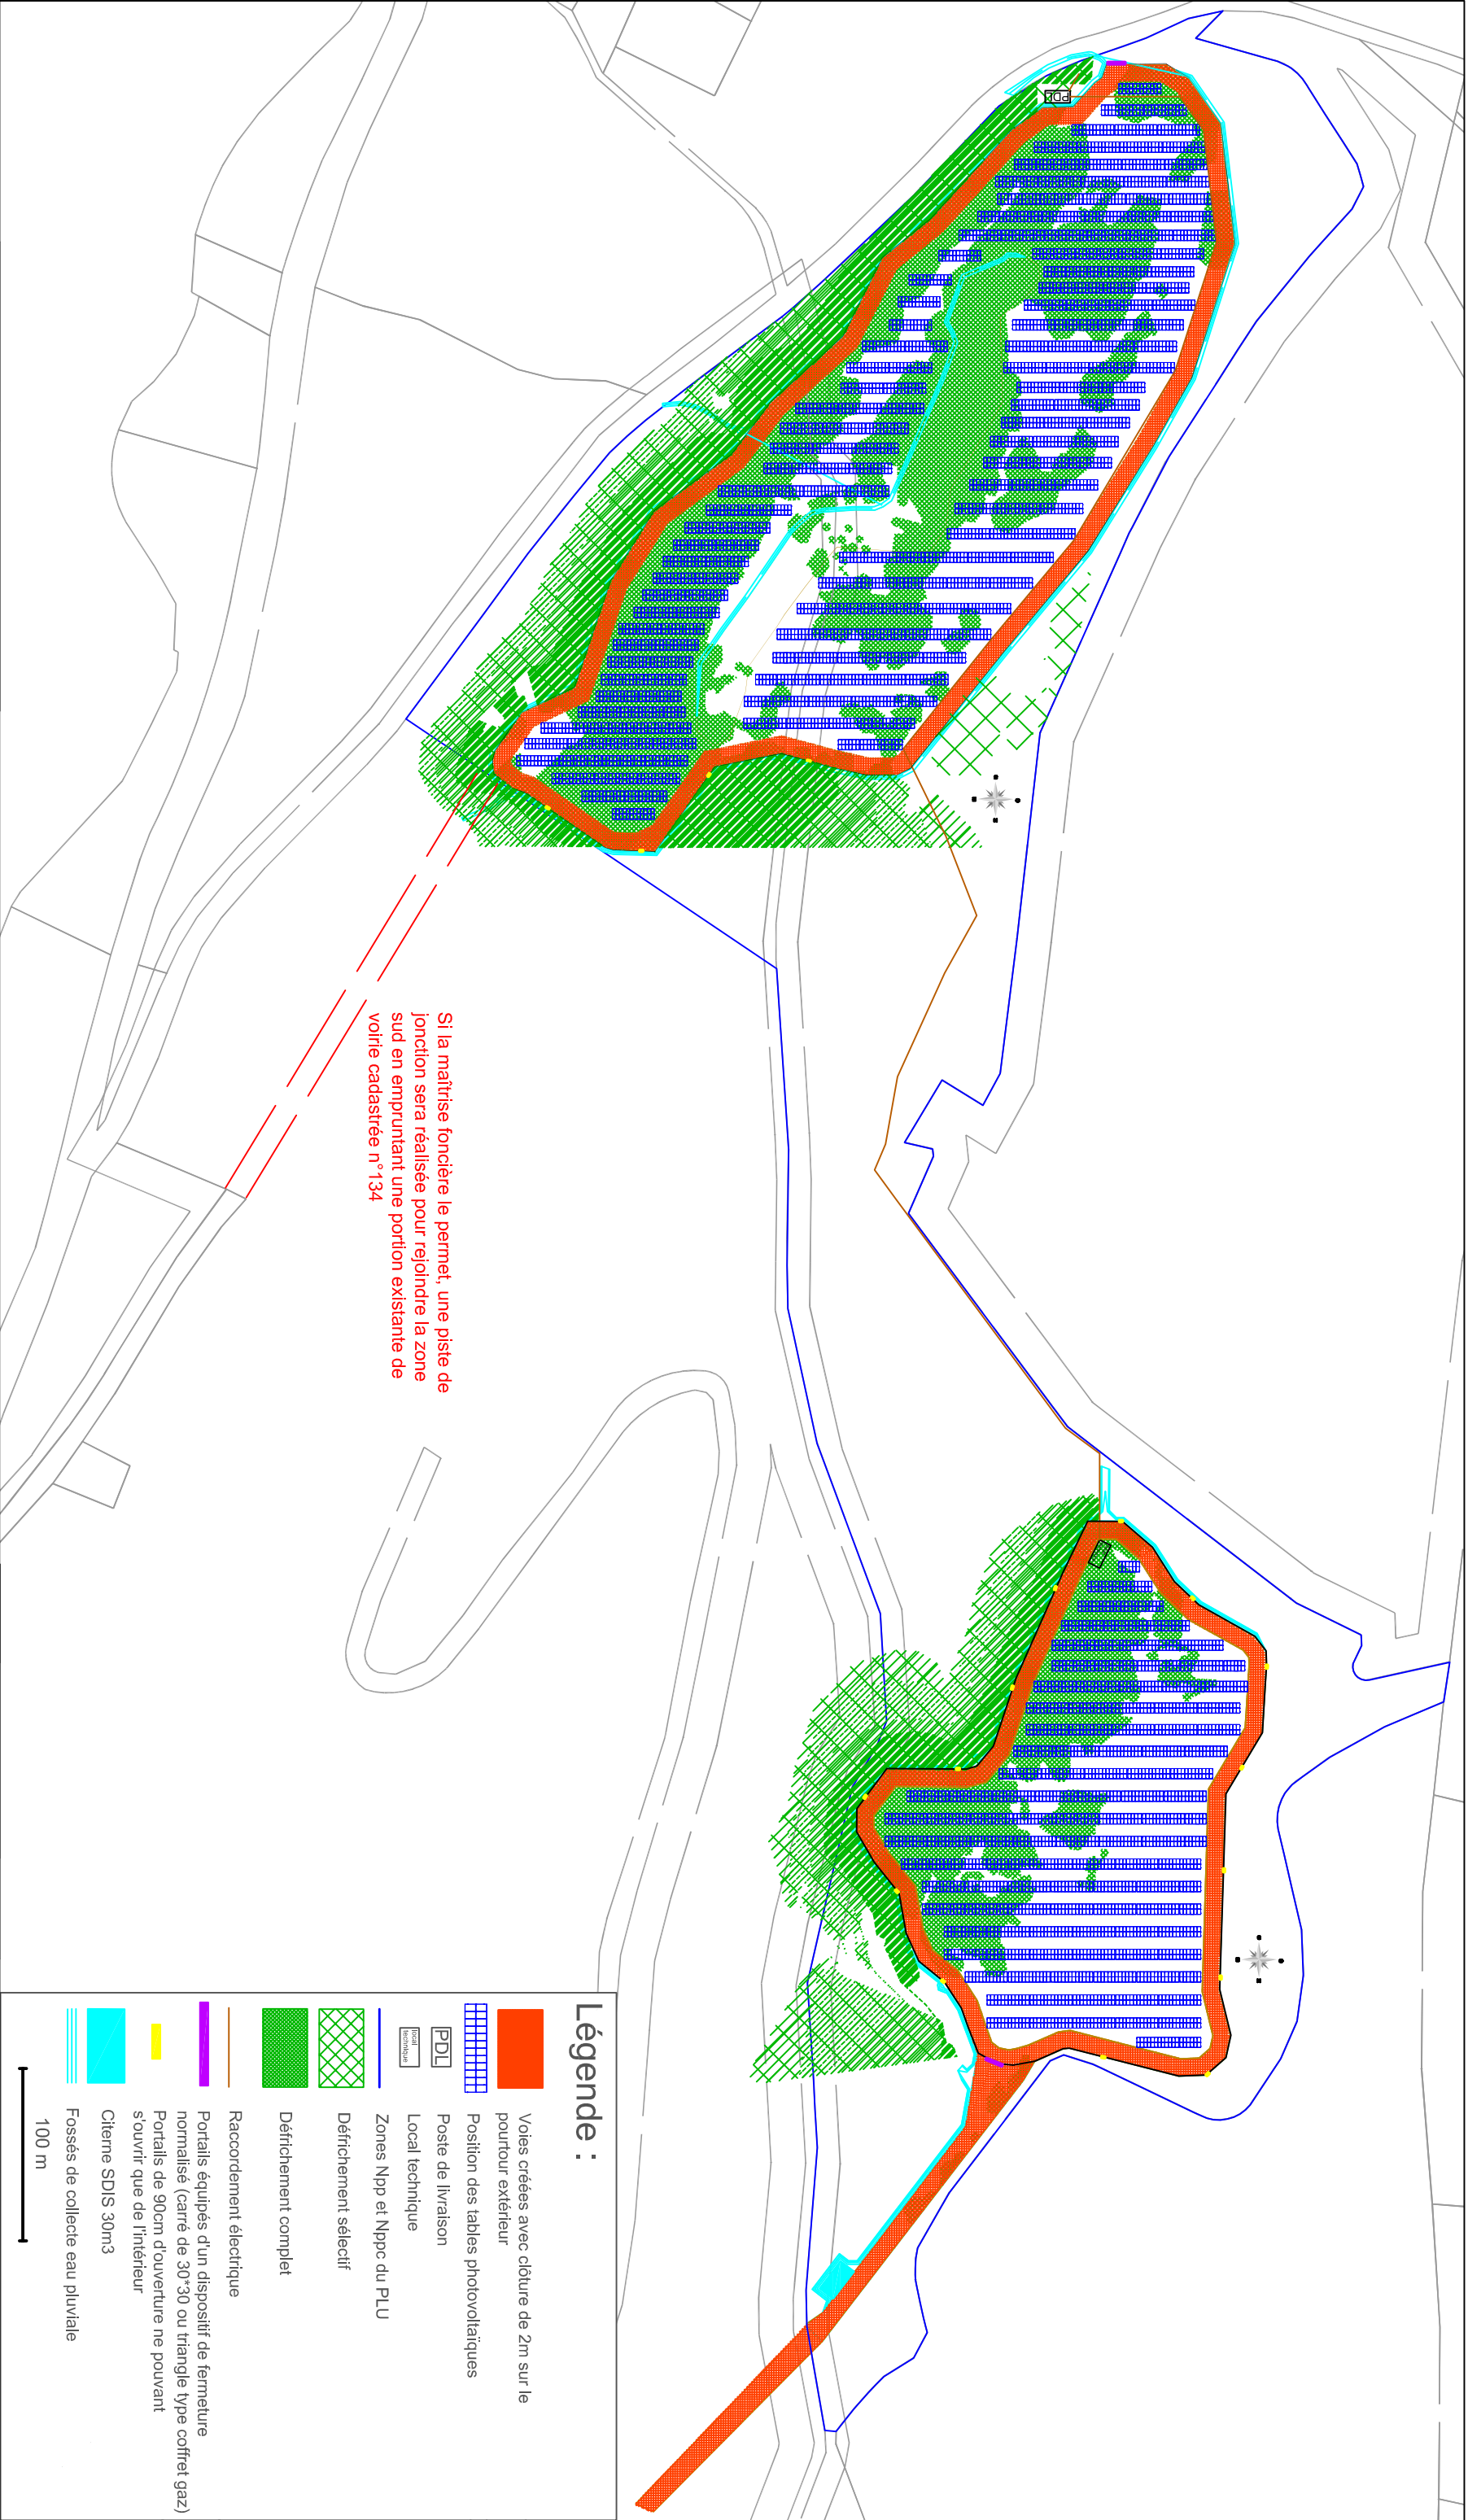 PDL
Si la maîtrise foncière le permet, une piste de
jonction sera réalisée pour rejoindre la zone
sud en empruntant une portion existante de
voirie cadastrée n°134
Légende :
Voies créées avec clôture de 2m sur le
pourtour extérieur
Position des tables photovoltaïques
PDL
Poste de livraison
local
technique
Local technique
Zones Npp et Nppc du PLU
Défrichement sélectif
Défrichement complet
Raccordement électrique
Portails équipés d'un dispositif de fermeture
normalisé (carré de 30*30 ou triangle type coffret gaz)
Portails de 90cm d'ouverture ne pouvant
s'ouvrir que de l'intérieur
Citerne SDIS 30m3
Fossés de collecte eau pluviale
100 m